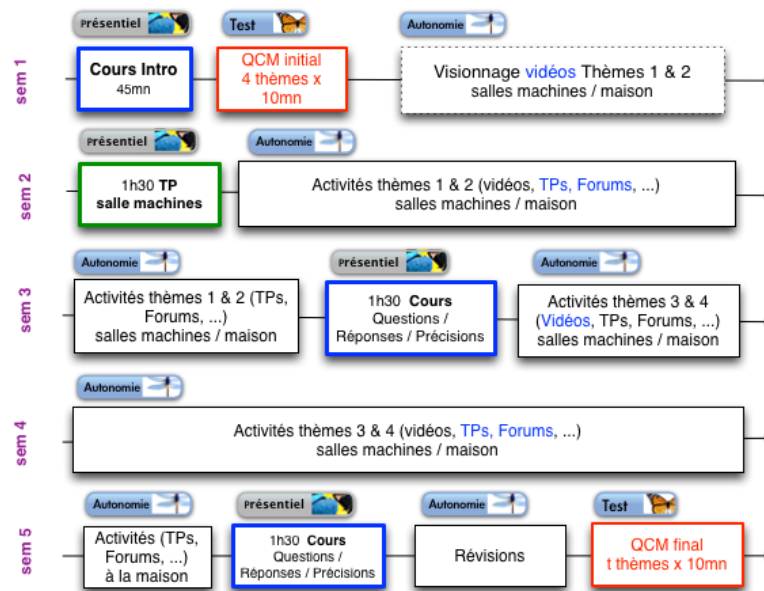 Présentiel
Test
Autonomie
sem 1
Cours Intro
45mn
QCM initial
4 thèmes x
10mn
Visionnage vidéos Thèmes 1 & 2
salles machines / maison
Présentiel
Autonomie
sem 2
1h30 TP
salle machines
Activités thèmes 1 & 2 (vidéos, TPs, Forums, ...)
salles machines / maison
Autonomie
Présentiel
Autonomie
sem 3
Activités thèmes 1 & 2 (TPs,
Forums, ...)
salles machines / maison
1h30 Cours
Questions /
Réponses / Précisions
Activités thèmes 3 & 4
(Vidéos, TPs, Forums, ...)
salles machines / maison
Autonomie
sem 4
Activités thèmes 3 & 4 (vidéos, TPs, Forums, ...)
salles machines / maison
Autonomie
Présentiel
Autonomie
Test
sem 5
Activités (TPs,
Forums, ...)
à la maison
1h30 Cours
Questions /
Réponses / Précisions
Révisions
QCM final
t thèmes x 10mn